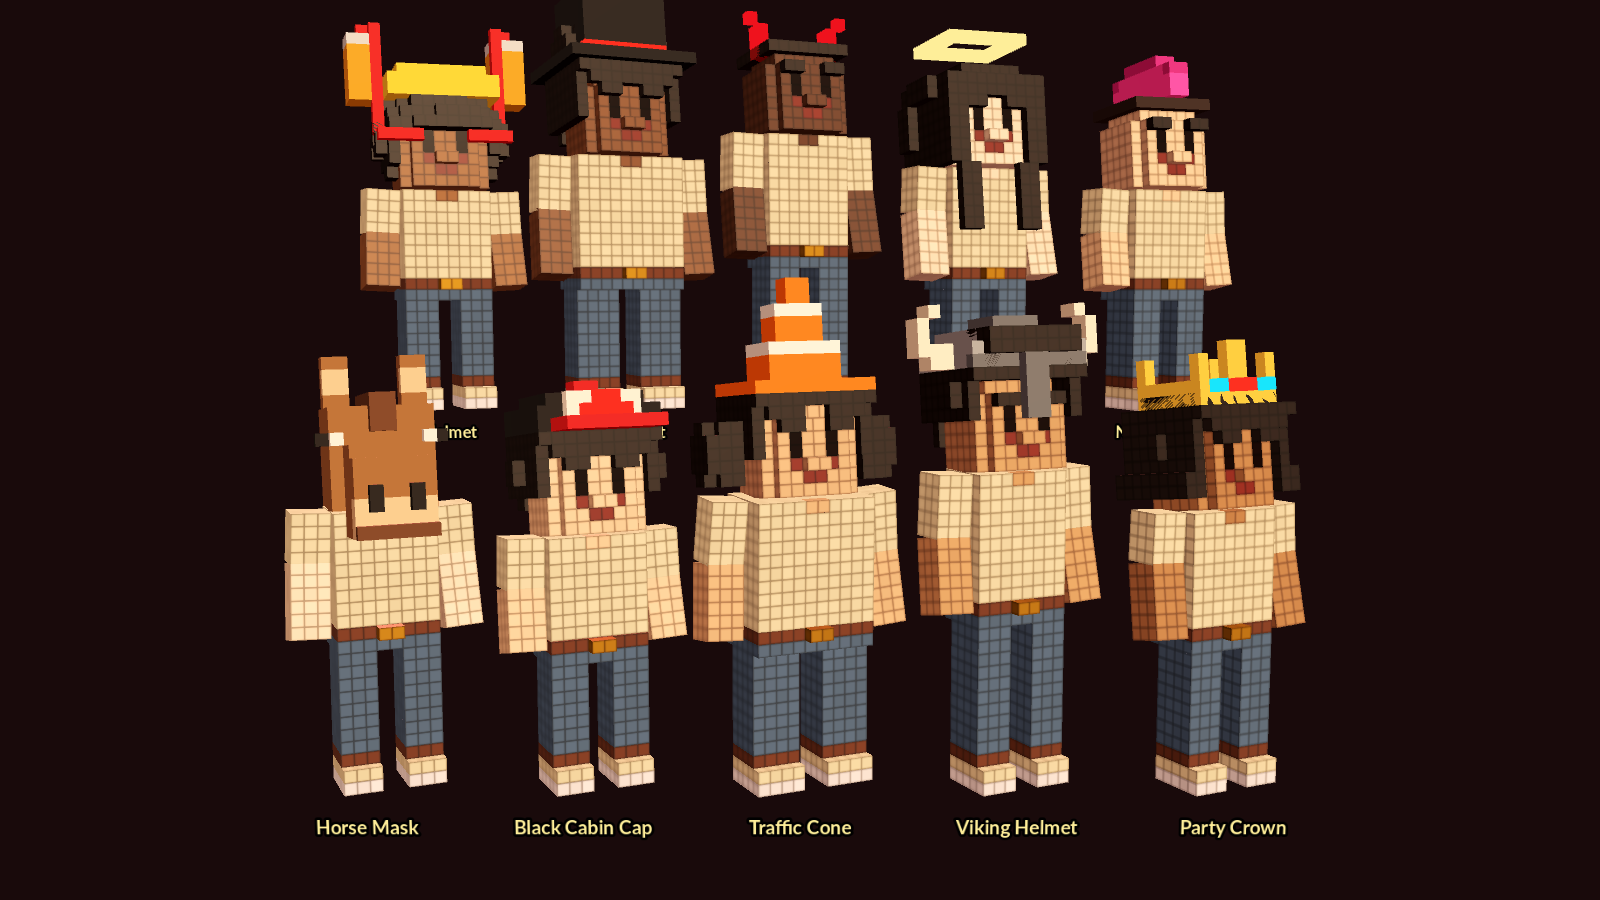 Horse Mask
Black Cabin Cap
Traffic Cone
Viking Helmet
Party Crown